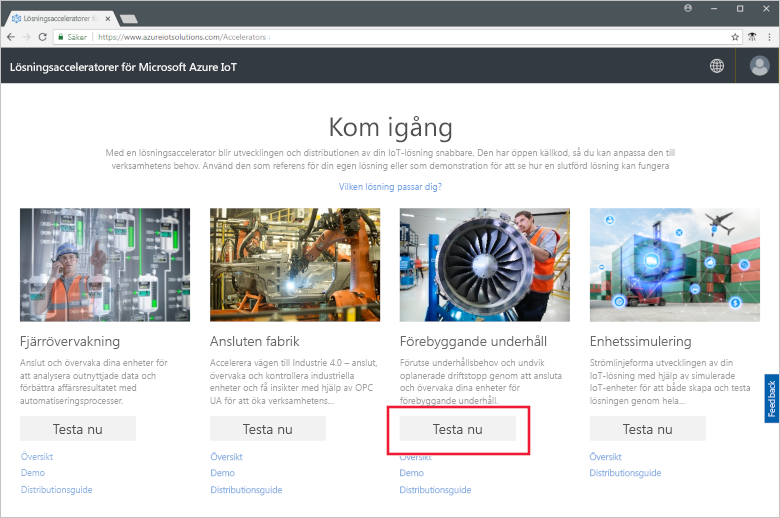 Lösningsacceleratorer fö
Säker
https://www.azureiotsolutions.com/Accelerators
Lösningsacceleratorer för Microsoft Azure IoT
Kom igång
Med en lösningsaccelerator blir utvecklingen och distributionen av din IoT-lösning snabbare. Den har öppen källkod, så du kan anpassa den till
verksamhetens behov. Använd den som referens för din egen lösning eller som demonstration för att se hur en slutförd lösning kan fungera
Vilken lösning passar dig?
Fjärrövervakning
Anslut och övervaka dina enheter för
att analysera outnyttjade data och
förbättra affärsresultatet med
automatiseringsprocesser.
Testa nu
Översikt
Demo
Distributionsguide
Ansluten fabrik
Accelerera vägen till Industrie 4.0 – anslut,
övervaka och kontrollera industriella
enheter och få insikter med hjälp av OPC
UA för att öka verksamhetens...
Testa nu
Översikt
Demo
Distributionsguide
Förebyggande underhåll
Förutse underhållsbehov och undvik
oplanerade driftstopp genom att ansluta
och övervaka dina enheter för
förebyggande underhåll.
Testa nu
Översikt
Demo
Distributionsguide
Enhetssimulering
Strömlinjeforma utvecklingen av din
IoT-lösning med hjälp av simulerade
IoT-enheter för att både skapa och testa
lösningen genom hela...
Testa nu
Översikt
Distributionsguide
Feedback